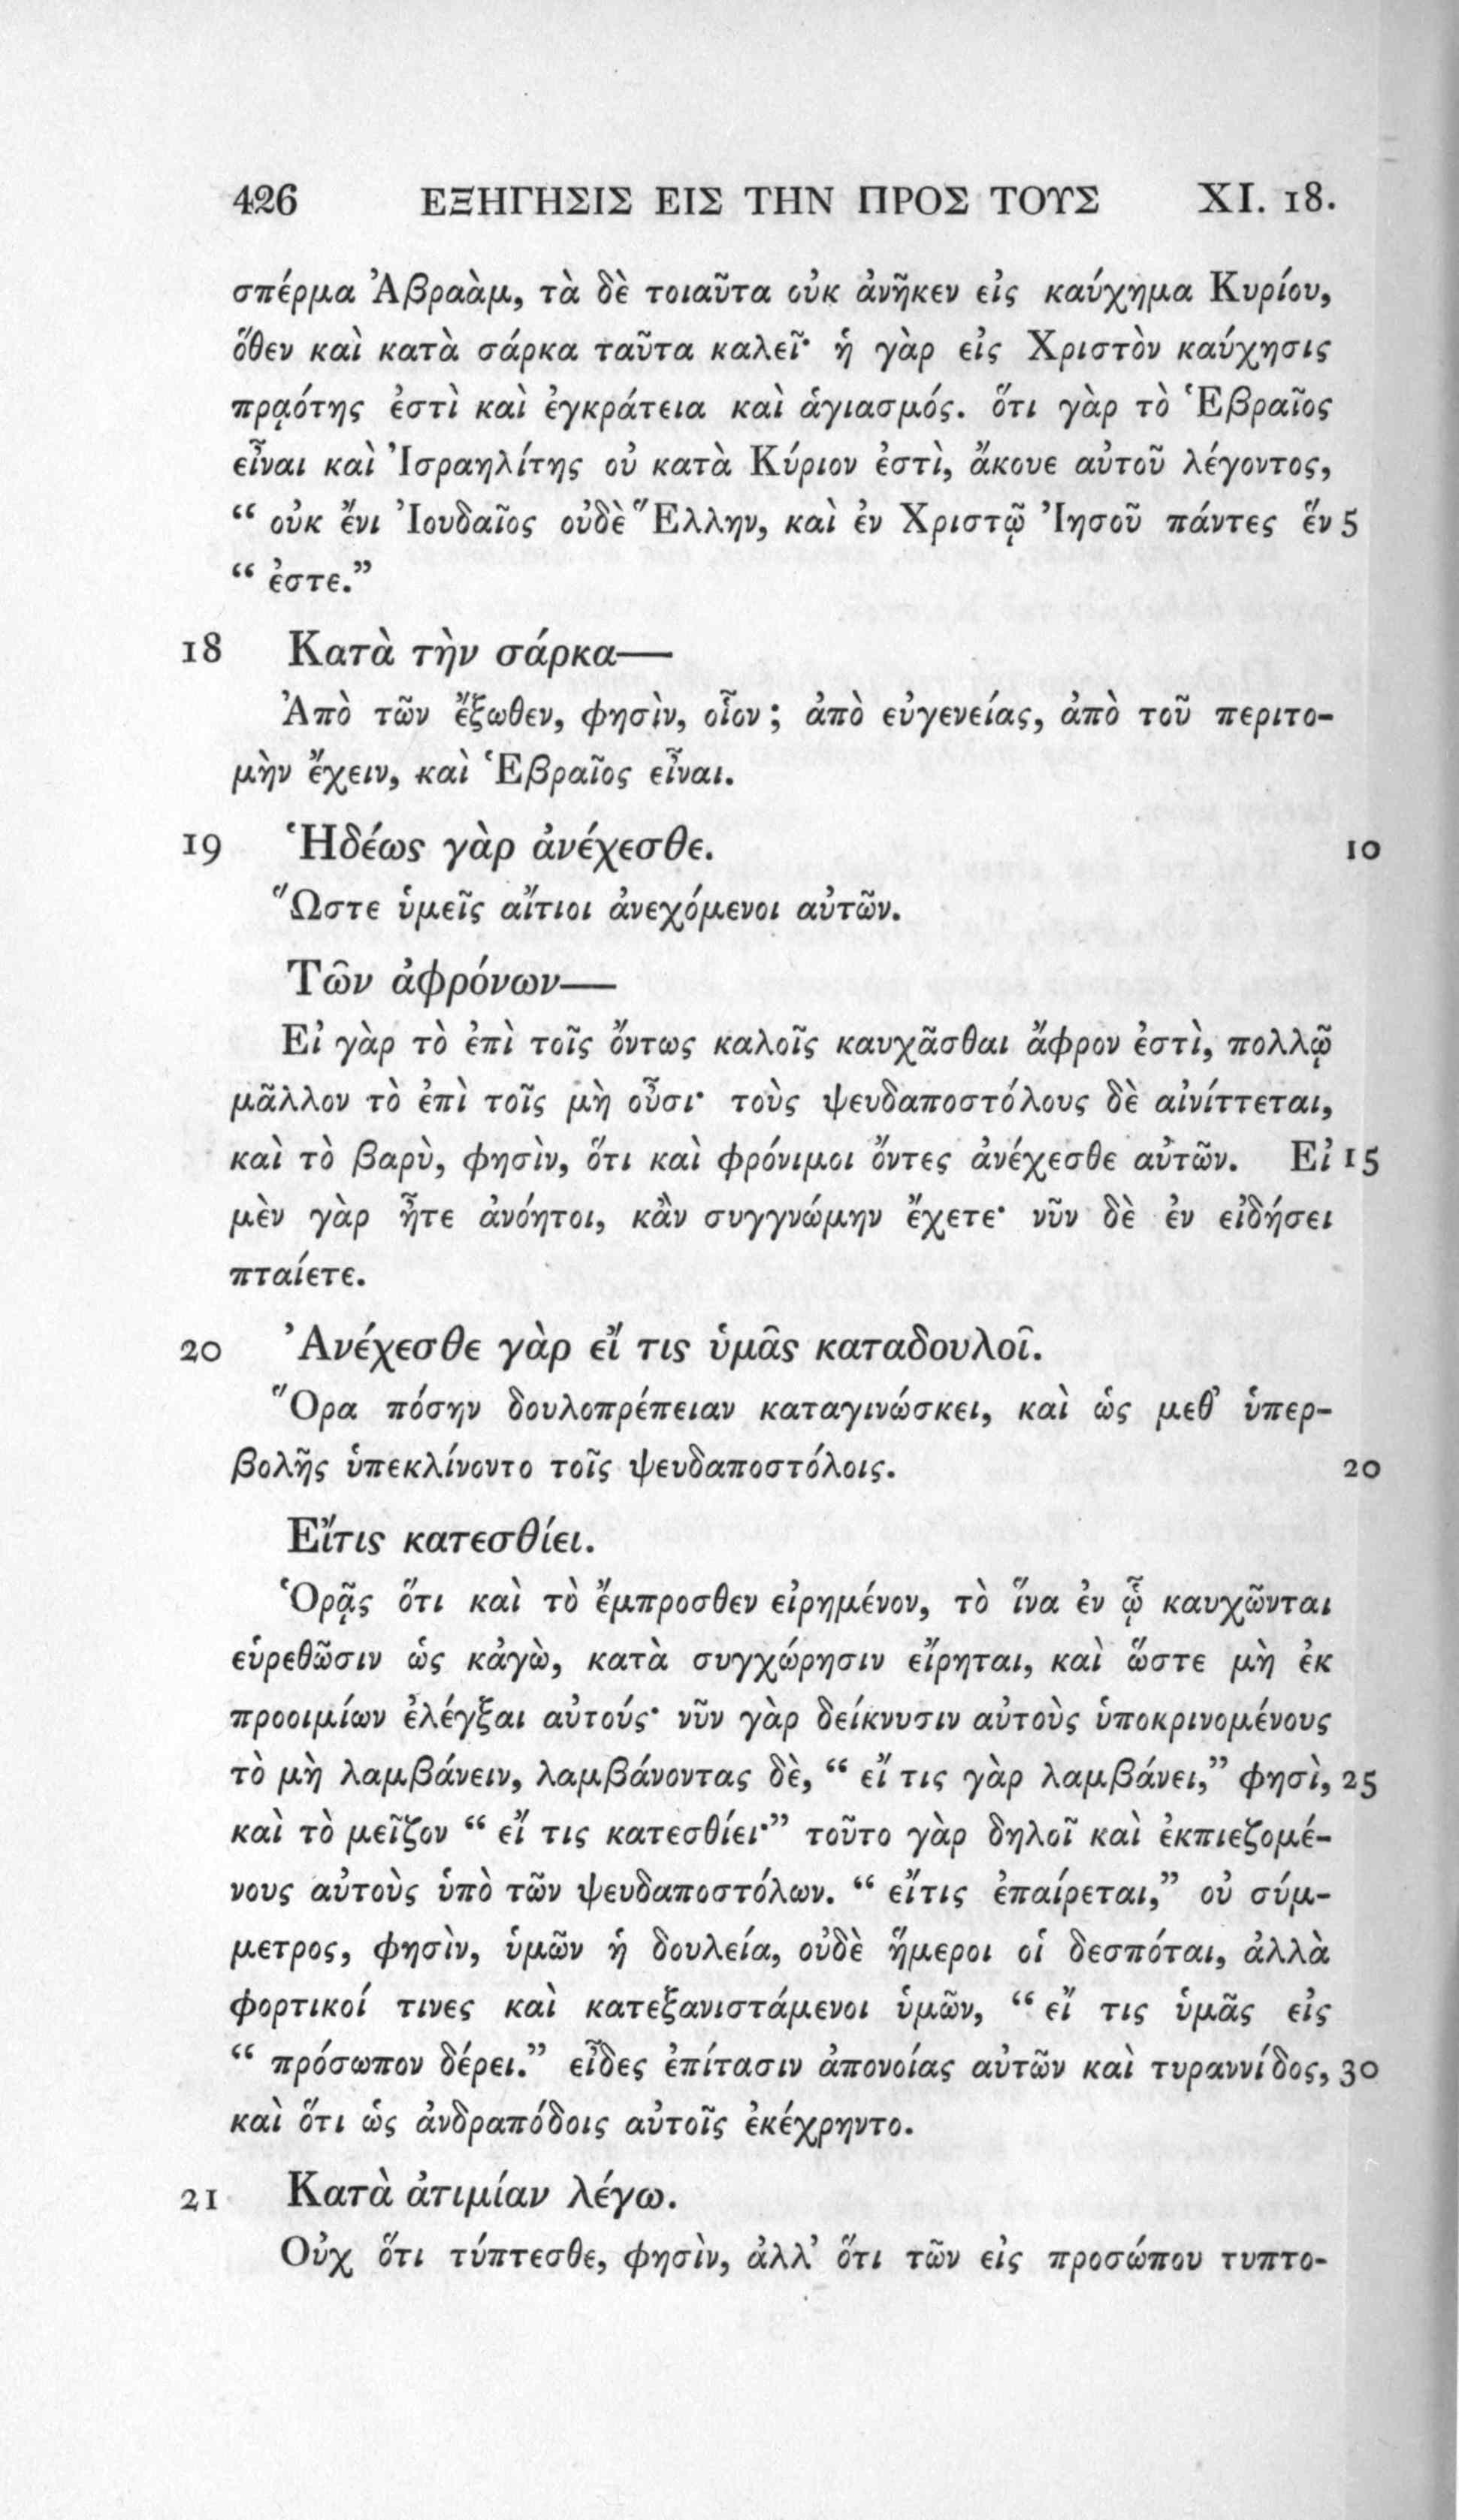 426 ΕΞΗΓΗΣΙΣ ΕΙΣ ΤΗΝ ΠΡΟΣ ΤΟΥΣ XI. 18.
σπέρμα Ἀβραὰμ, τὰ δὲ τοιαῦτα οὐκ ἀνῆκεν εἰς καύχημα Κυρίου,
ὅθεν καὶ κατὰ σάρκα ταῦτα καλεῖ· ἡ γὰρ εἰς Χριστὸν καύχησις
πρᾳότης ἐστὶ καὶ ἐγκράτεια καὶ ἁγιασμός. ὅτι γὰρ τὸ Ἑβραῖος
εἶναι καὶ Ἰσραηλίτης οὐ κατὰ Κύριον ἐστὶ, ἄκουε αὐτοῦ λέγοντος,
“ οὐκ ἔνι Ἰουδαῖος οὐδὲ Ἕλλην, καὶ ἐν Χριστῷ Ἰησοῦ πάντες ἕν 5
“ ἐστε.”
18 Κατὰ τὴν σάρκα—
Ἀπὸ τῶν ἔξωθεν, φησὶν, οἷον; ἀπὸ εὐγενείας, ἀπὸ τοῦ περιτο-
μὴν ἔχειν, καὶ Ἑβραῖος εἶναι.
19 Ἡδέως γὰρ ἀνέχεσθε. 10
Ὥστε ὑμεῖς αἴτιοι ἀνεχόμενοι αὐτῶν.
Τῶν ἀφρόνων—
Εἰ γὰρ τὸ ἐπὶ τοῖς ὄντως καλοῖς καυχᾶσθαι ἄφρον ἐστὶ, πολλῷ
μᾶλλον τὸ ἐπὶ τοῖς μὴ οὖσι· τοὺς ψευδαποστόλους δὲ αἰνίττεται,
καὶ τὸ βαρὺ, φησὶν, ὅτι καὶ φρόνιμοι ὄντες ἀνέχεσθε αὐτῶν. Εἰ 15
μὲν γὰρ ἦτε ἀνόητοι, κἂν συγγνώμην ἔχετε· νῦν δὲ ἐν εἰδήσει
πταίετε.
20 Ἀνέχεσθε γὰρ εἴ τις ὑμᾶς καταδουλοῖ.
Ὅρα πόσην δουλοπρέπειαν καταγινώσκει, καὶ ὡς μεθ’ ὑπερ-
βολῆς ὑπεκλίνοντο τοῖς ψευδαποστόλοις. 20
Εἴτις κατεσθίει.
Ὁρᾷς ὅτι καὶ τὸ ἔμπροσθεν εἰρημένον, τὸ ἵνα ἐν ᾧ καυχῶνται
εὑρεθῶσιν ὡς κἀγὼ, κατὰ συγχώρησιν εἴρηται, καὶ ὥστε μὴ ἐκ
προοιμίων ἐλέγξαι αὐτούς· νῦν γὰρ δείκνυσιν αὐτοὺς ὑποκρινομένους
τὸ μὴ λαμβάνειν, λαμβάνοντας δὲ, “ εἴ τις γὰρ λαμβάνει,” φησὶ, 25
καὶ τὸ μεῖζον “ εἴ τις κατεσθίει·” τοῦτο γὰρ δηλοῖ καὶ ἐκπιεζομέ-
νους αὐτοὺς ὑπὸ τῶν ψευδαποστόλων. “ εἴτις ἐπαίρεται,” οὐ σύμ-
μετρος, φησὶν, ὑμῶν ἡ δουλεία, οὐδὲ ἥμεροι οἱ δεσπόται, ἀλλὰ
φορτικοί τινες καὶ κατεξανιστάμενοι ὑμῶν, “ εἴ τις ὑμᾶς εἰς
“ πρόσωπον δέρει.” εἶδες ἐπίτασιν ἀπονοίας αὐτῶν καὶ τυραννίδος, 30
καὶ ὅτι ὡς ἀνδραπόδοις αὐτοῖς ἐκέχρηντο.
21 Κατὰ ἀτιμίαν λέγω.
Οὐχ ὅτι τύπτεσθε, φησὶν, ἀλλ’ ὅτι τῶν εἰς προσώπου τυπτο-